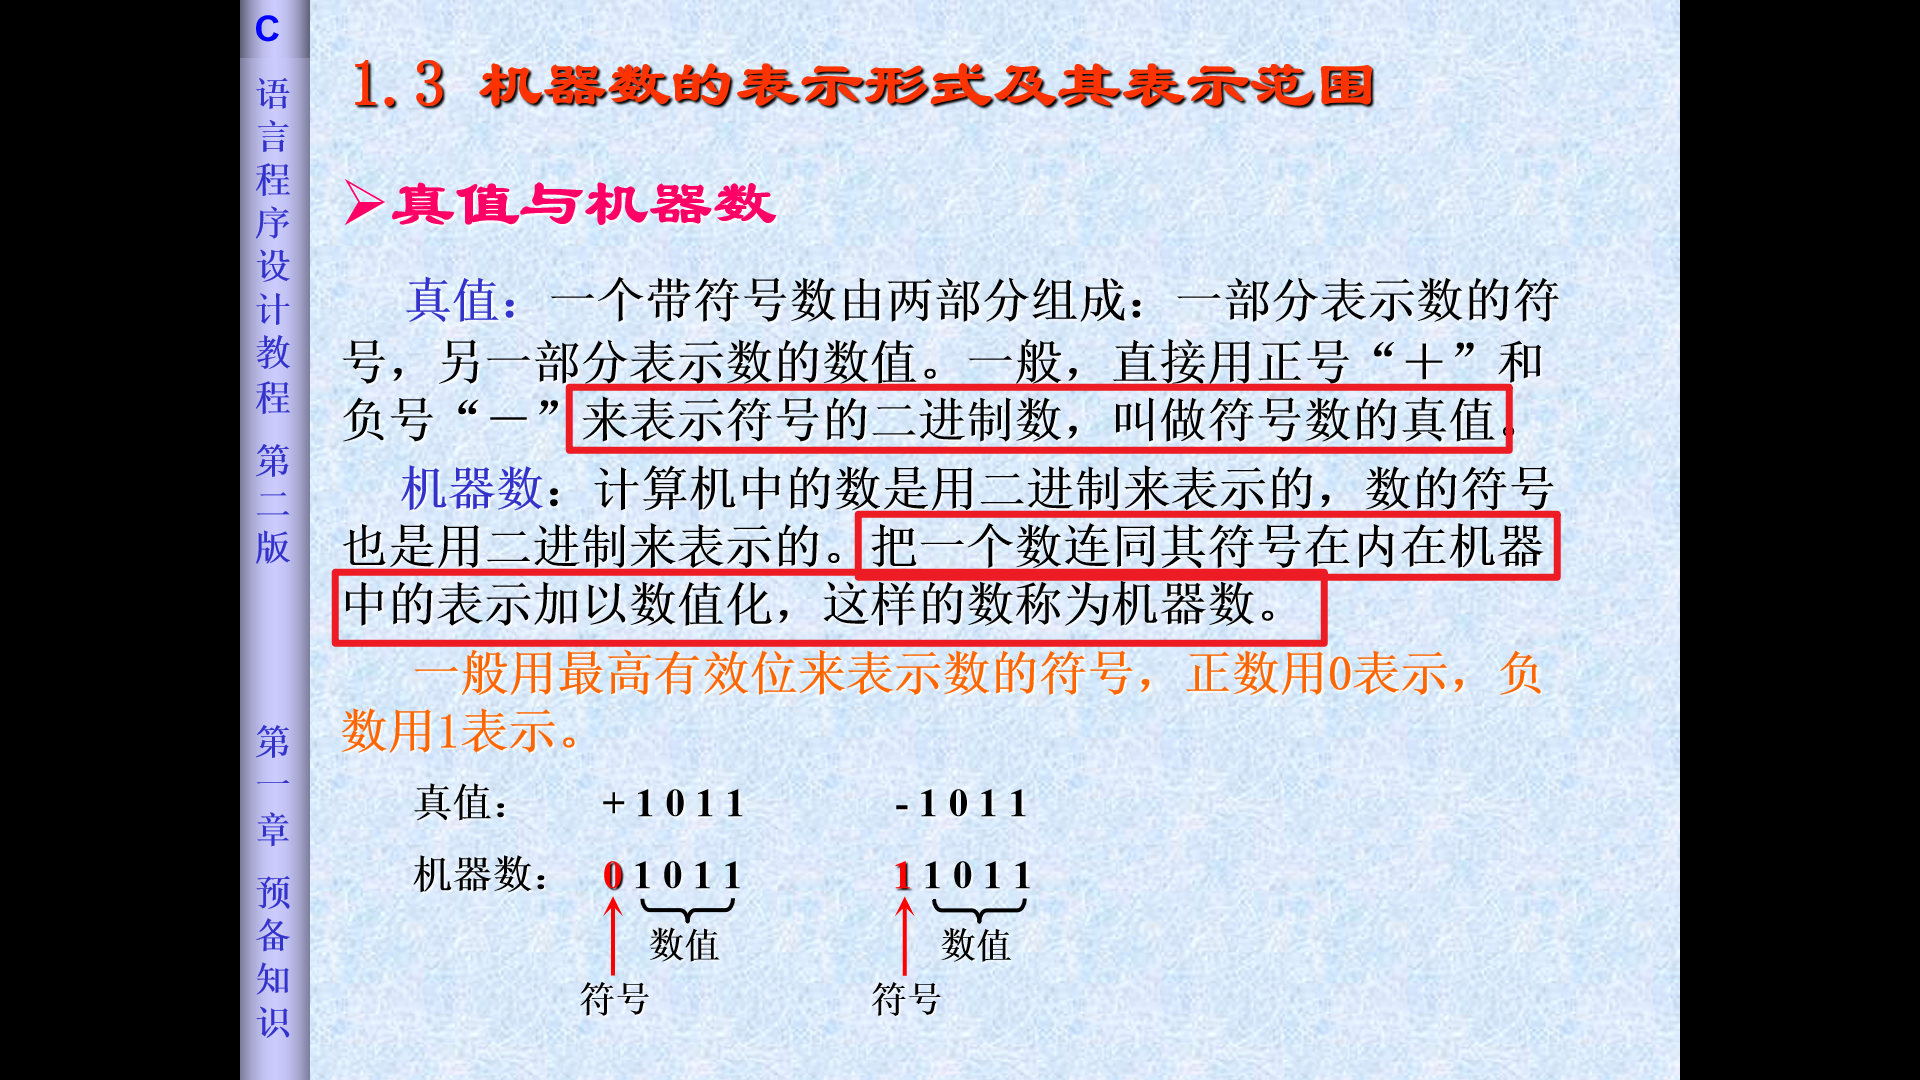 C
语言程序设计教程 第二版
第一章 预备知识
1.3 机器数的表示形式及其表示范围
真值与机器数
真值：一个带符号数由两部分组成：一部分表示数的符
号，另一部分表示数的数值。一般，直接用正号“＋”和
负号“－”来表示符号的二进制数，叫做符号数的真值。
机器数：计算机中的数是用二进制来表示的，数的符号
也是用二进制来表示的。把一个数连同其符号在内在机器
中的表示加以数值化，这样的数称为机器数。
一般用最高有效位来表示数的符号，正数用0表示，负
数用1表示。
真值： +1011 -1011
机器数： 01011 11011
数值 数值
符号 符号